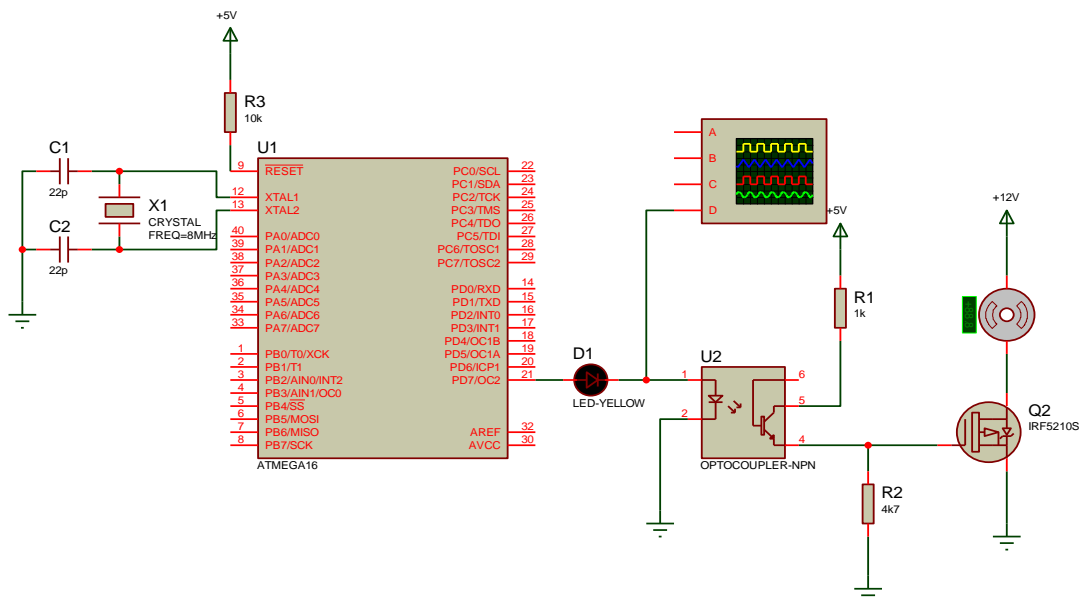 +5V
R3
10k
C1
22p
X1
CRYSTAL
FREQ=8MHz
C2
22p
U1
9 RESET
12 XTAL1
13 XTAL2
40 PA0/ADC0
39 PA1/ADC1
38 PA2/ADC2
37 PA3/ADC3
36 PA4/ADC4
35 PA5/ADC5
34 PA6/ADC6
33 PA7/ADC7
1 PB0/T0/XCK
2 PB1/T1
3 PB2/AIN0/INT2
4 PB3/AIN1/OC0
5 PB4/SS
6 PB5/MOSI
7 PB6/MISO
8 PB7/SCK
PC0/SCL 22
PC1/SDA 23
PC2/TCK 24
PC3/TMS 25
PC4/TDO 26
PC5/TDI 27
PC6/TOSC1 28
PC7/TOSC2 29
PD0/RXD 14
PD1/TXD 15
PD2/INT0 16
PD3/INT1 17
PD4/OC1B 18
PD5/OC1A 19
PD6/ICP1 20
PD7/OC2 21
AREF 32
AVCC 30
ATMEGA16
D1
LED-YELLOW
A
B
C
D
+5V
R1
1k
U2
1
2
6
5
4
OPTOCOUPLER-NPN
R2
4k7
+12V
Q2
IRF5210S